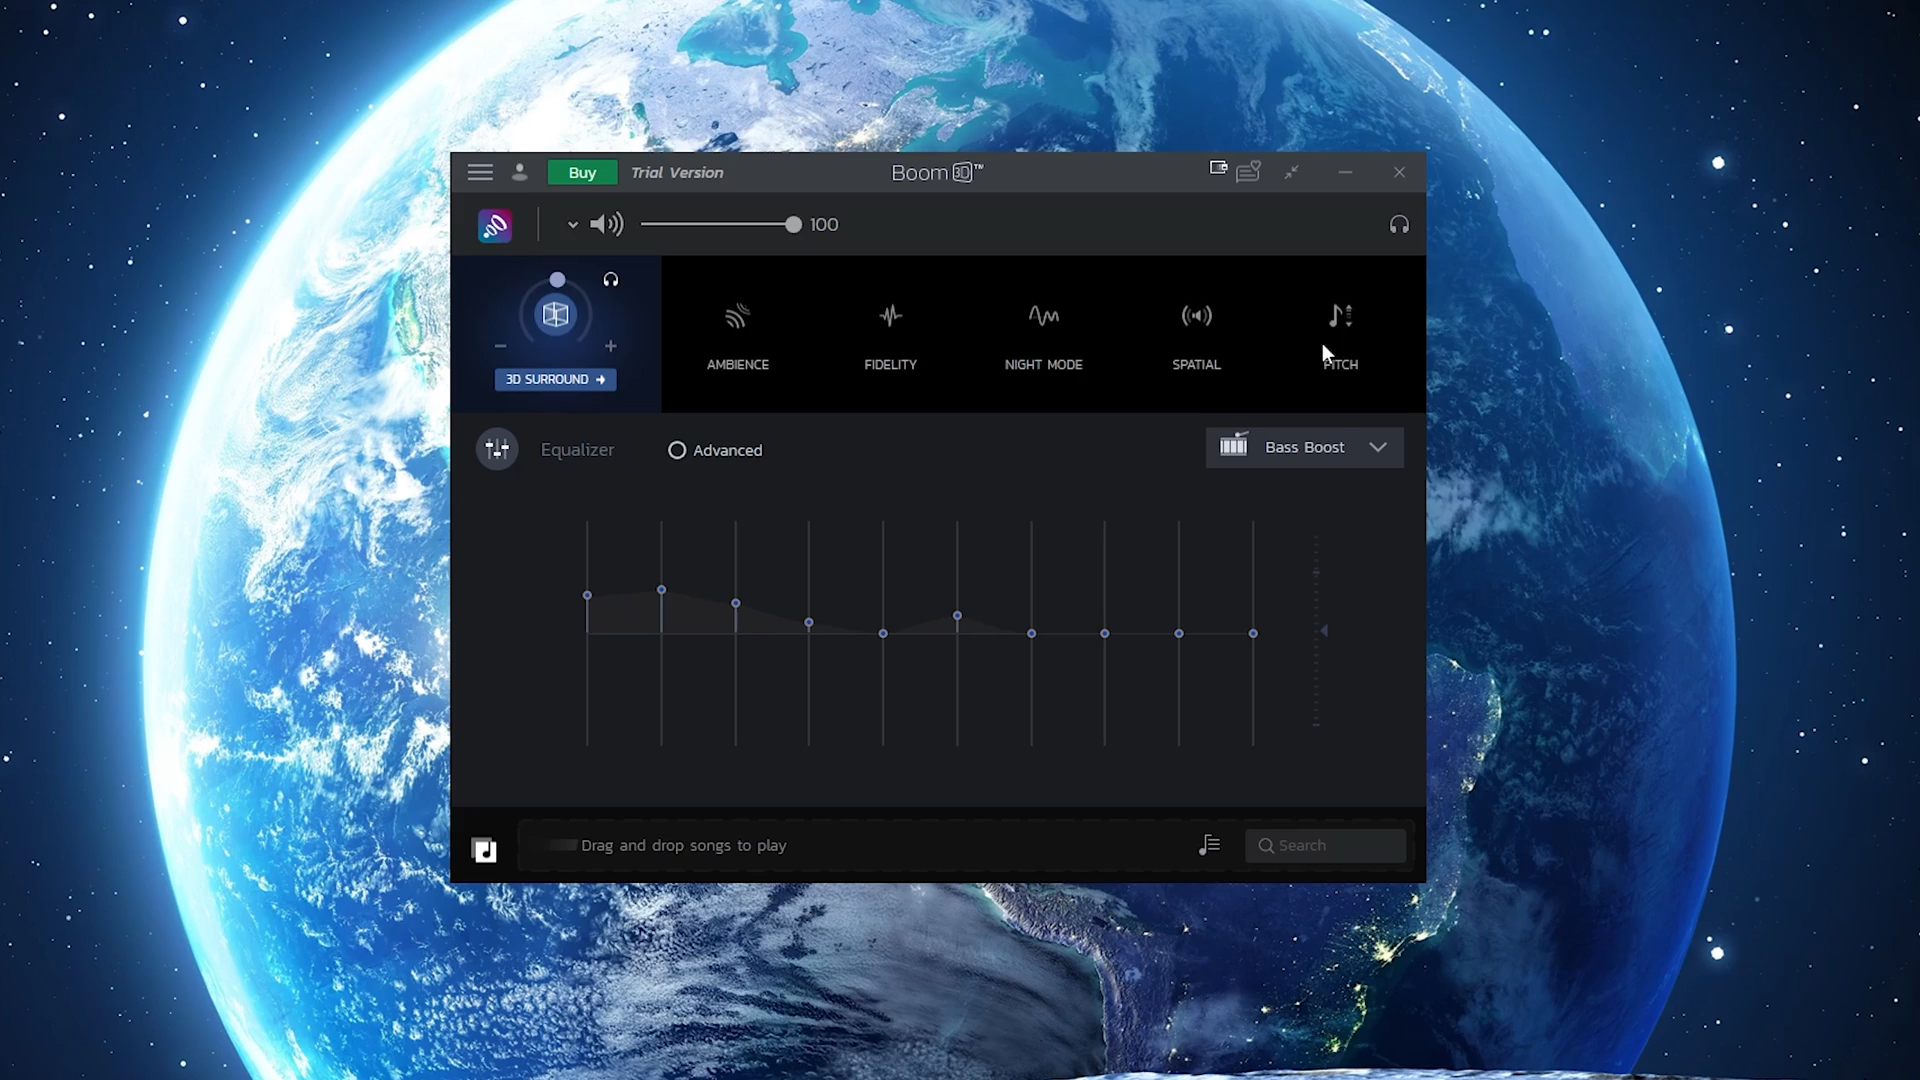 Buy
Trial Version
Boom 3D™
100
3D SURROUND
AMBIENCE
FIDELITY
NIGHT MODE
SPATIAL
PITCH
Equalizer
Advanced
Bass Boost
Drag and drop songs to play
Search